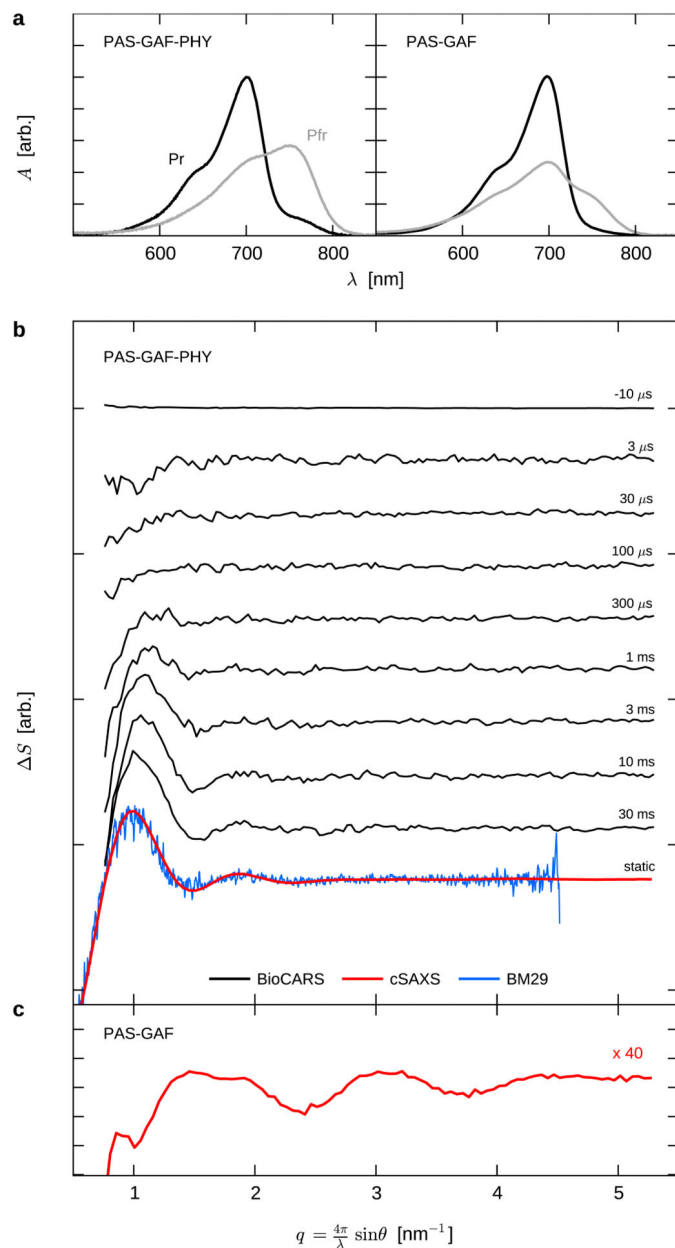 a
PAS-GAF-PHY
PAS-GAF
Pfr
Pr
A [arb.]
600 700 800 600 700 800
λ [nm]
b
PAS-GAF-PHY
-10 μs
3 μs
30 μs
100 μs
300 μs
1 ms
3 ms
10 ms
30 ms
static
ΔS [arb.]
BioCARS cSAXS BM29
c
PAS-GAF
x 40
1 2 3 4 5
q = 4π/λ sinθ [nm⁻¹]